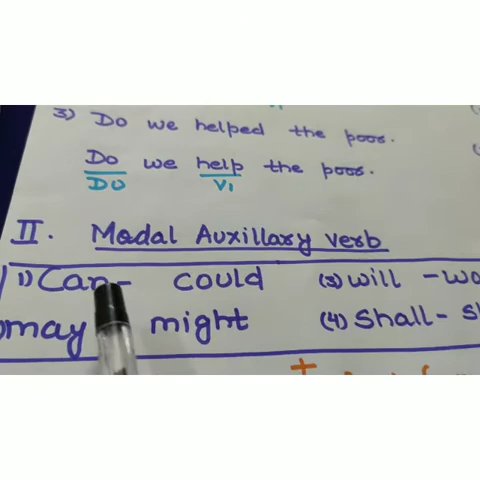 3) Do we helped the poor.
Do we help the poor.
DO V1
II. Modal Auxillary verb
1) Can - could (3) will - wo
may might (4) Shall - s